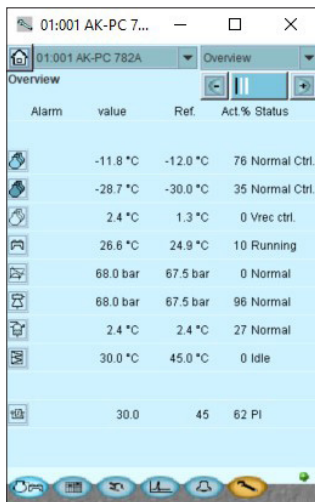 01:001 AK-PC 7...
01:001 AK-PC 782A Overview
Overview
Alarm value Ref. Act.% Status
-11.8 °C -12.0 °C 76 Normal Ctrl.
-28.7 °C -30.0 °C 35 Normal Ctrl.
2.4 °C 1.3 °C 0 Vrec ctrl.
26.6 °C 24.9 °C 10 Running
68.0 bar 67.5 bar 0 Normal
68.0 bar 67.5 bar 96 Normal
2.4 °C 2.4 °C 27 Normal
30.0 °C 45.0 °C 0 Idle
30.0 45 62 PI